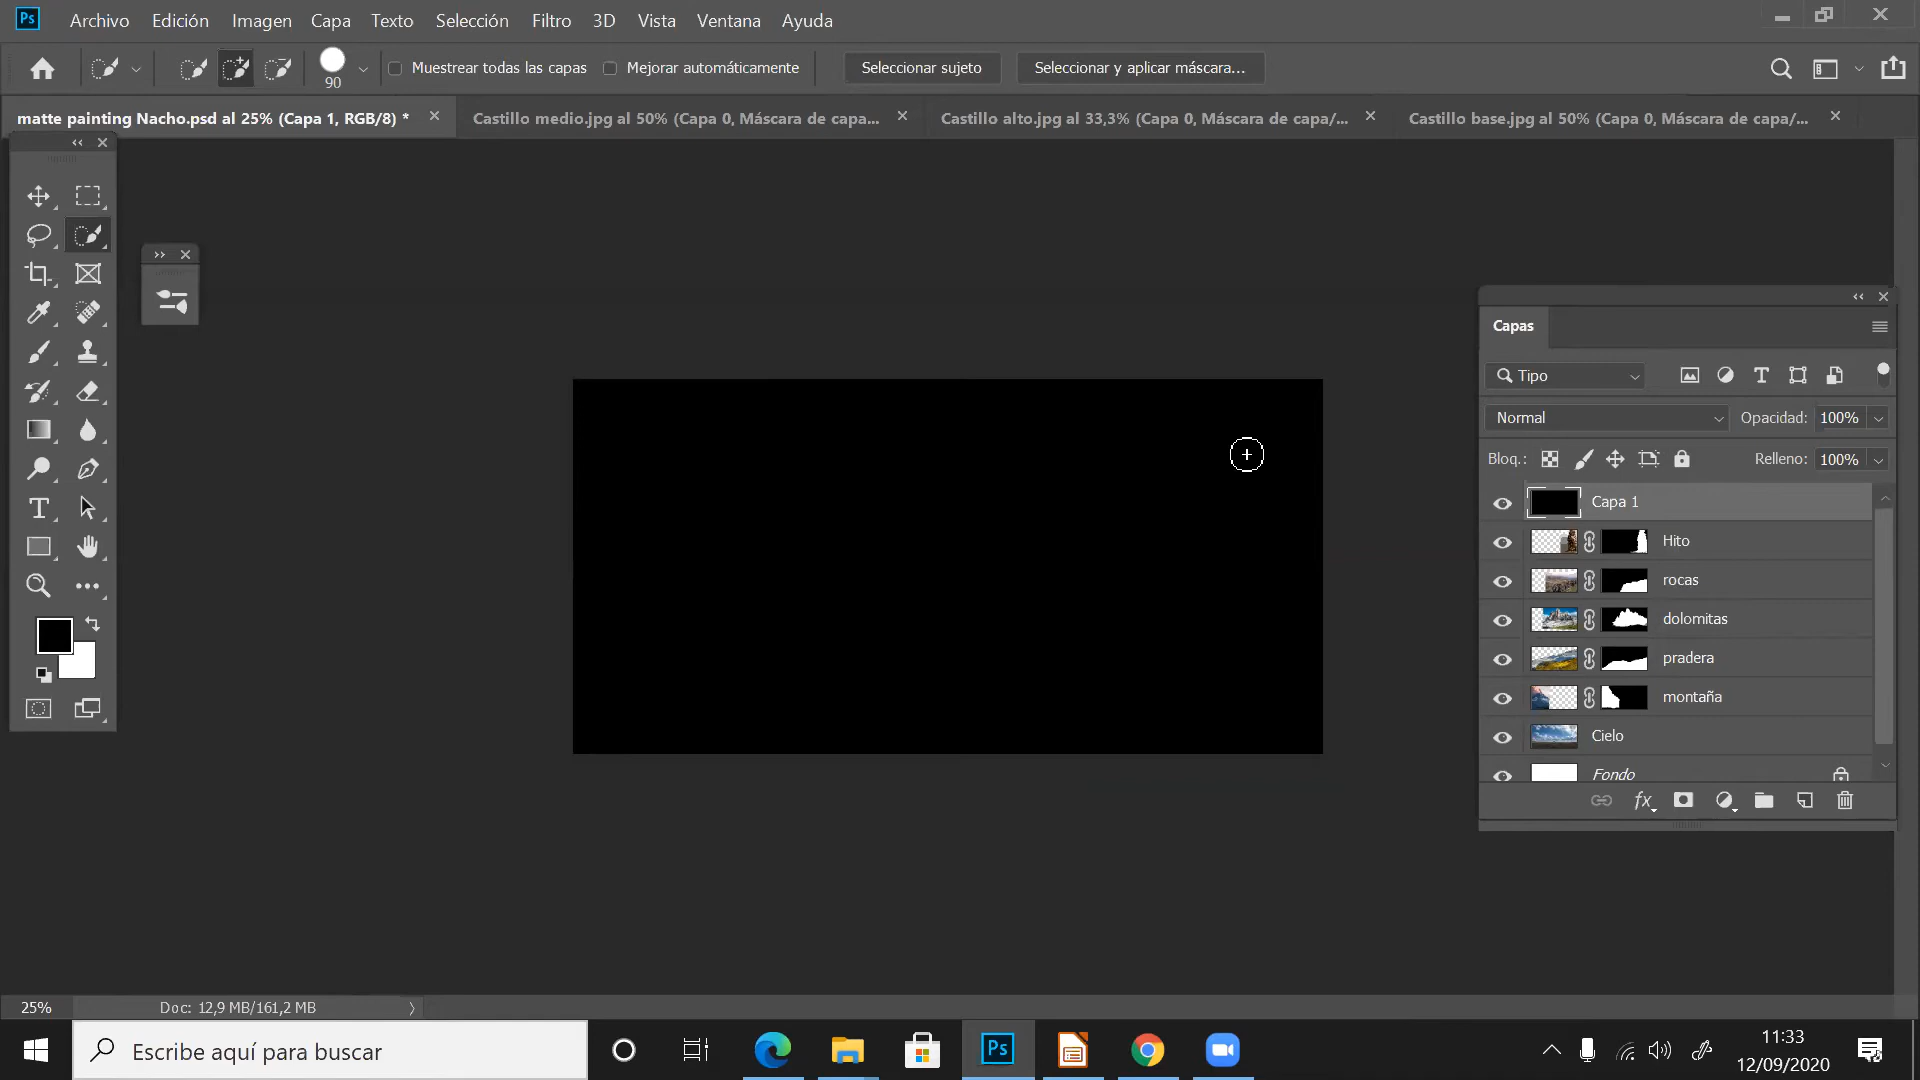 Ps Archivo Edición Imagen Capa Texto Selección Filtro 3D Vista Ventana Ayuda
90 Muestrear todas las capas Mejorar automáticamente Seleccionar sujeto Seleccionar y aplicar máscara...
matte painting Nacho.psd al 25% (Capa 1, RGB/8) * Castillo medio.jpg al 50% (Capa 0, Máscara de capa... Castillo alto.jpg al 33,3% (Capa 0, Máscara de capa/... Castillo base.jpg al 50% (Capa 0, Máscara de capa/...
Capas
Tipo
Normal Opacidad: 100%
Bloq.: Relleno: 100%
Capa 1
Hito
rocas
dolomitas
pradera
montaña
Cielo
Fondo
25% Doc: 12,9 MB/161,2 MB
Escribe aquí para buscar
Ps
11:33
12/09/2020